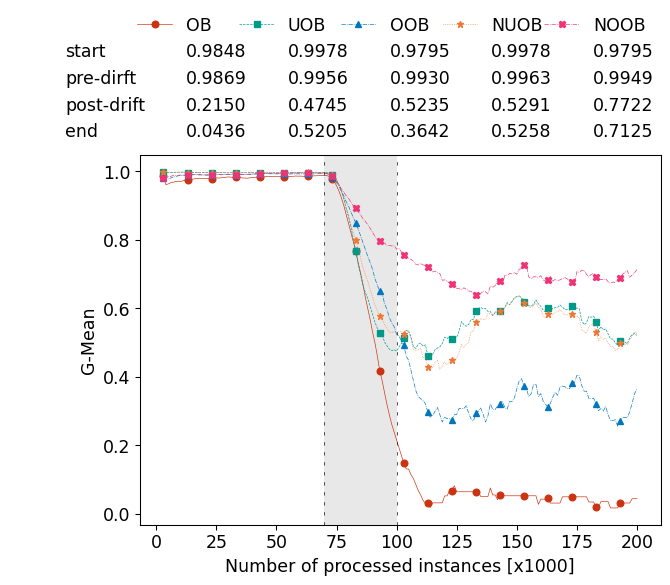 OB UOB OOB NUOB NOOB
start 0.9848 0.9978 0.9795 0.9978 0.9795
pre-dirft 0.9869 0.9956 0.9930 0.9963 0.9949
post-drift 0.2150 0.4745 0.5235 0.5291 0.7722
end 0.0436 0.5205 0.3642 0.5258 0.7125
1.0
0.8
0.6
0.4
0.2
0.0
G-Mean
0 25 50 75 100 125 150 175 200
Number of processed instances [x1000]